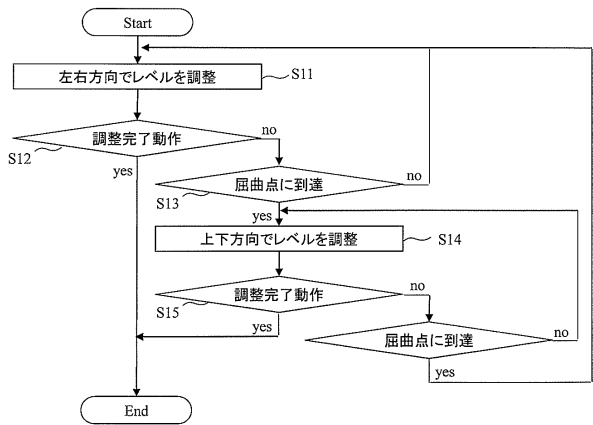 Start
左右方向でレベルを調整
S11
調整完了動作
no
S12
yes
屈曲点に到達
no
S13
yes
上下方向でレベルを調整
S14
調整完了動作
no
S15
yes
屈曲点に到達
no
yes
End